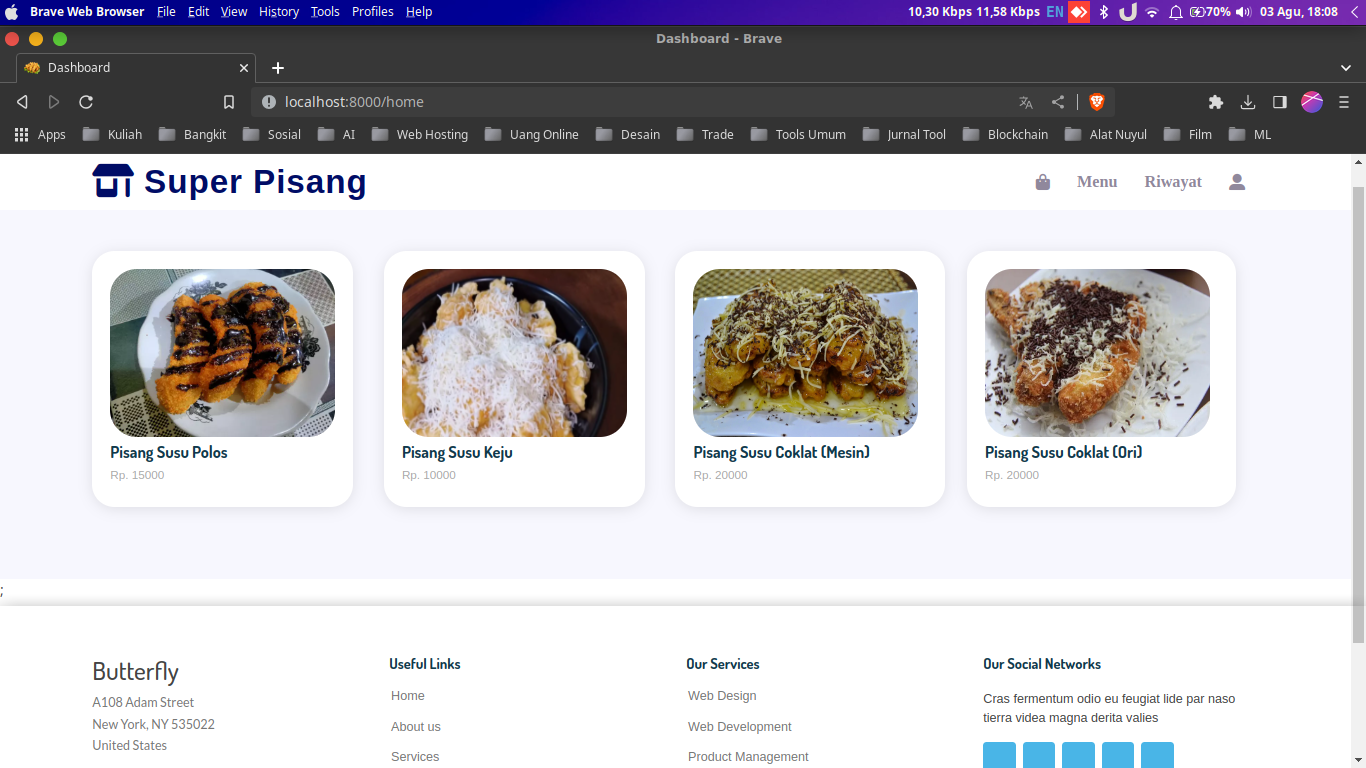 Brave Web Browser File Edit View History Tools Profiles Help 10,30 Kbps 11,58 Kbps EN 70% 03 Agu, 18:08
Dashboard - Brave
Dashboard
localhost:8000/home
Apps Kuliah Bangkit Sosial AI Web Hosting Uang Online Desain Trade Tools Umum Jurnal Tool Blockchain Alat Nuyul Film ML
Super Pisang Menu Riwayat
Pisang Susu Polos
Rp. 15000
Pisang Susu Keju
Rp. 10000
Pisang Susu Coklat (Mesin)
Rp. 20000
Pisang Susu Coklat (Ori)
Rp. 20000
;
Butterfly
A108 Adam Street
New York, NY 535022
United States
Useful Links
Home
About us
Services
Our Services
Web Design
Web Development
Product Management
Our Social Networks
Cras fermentum odio eu feugiat lide par naso
tierra videa magna derita valies